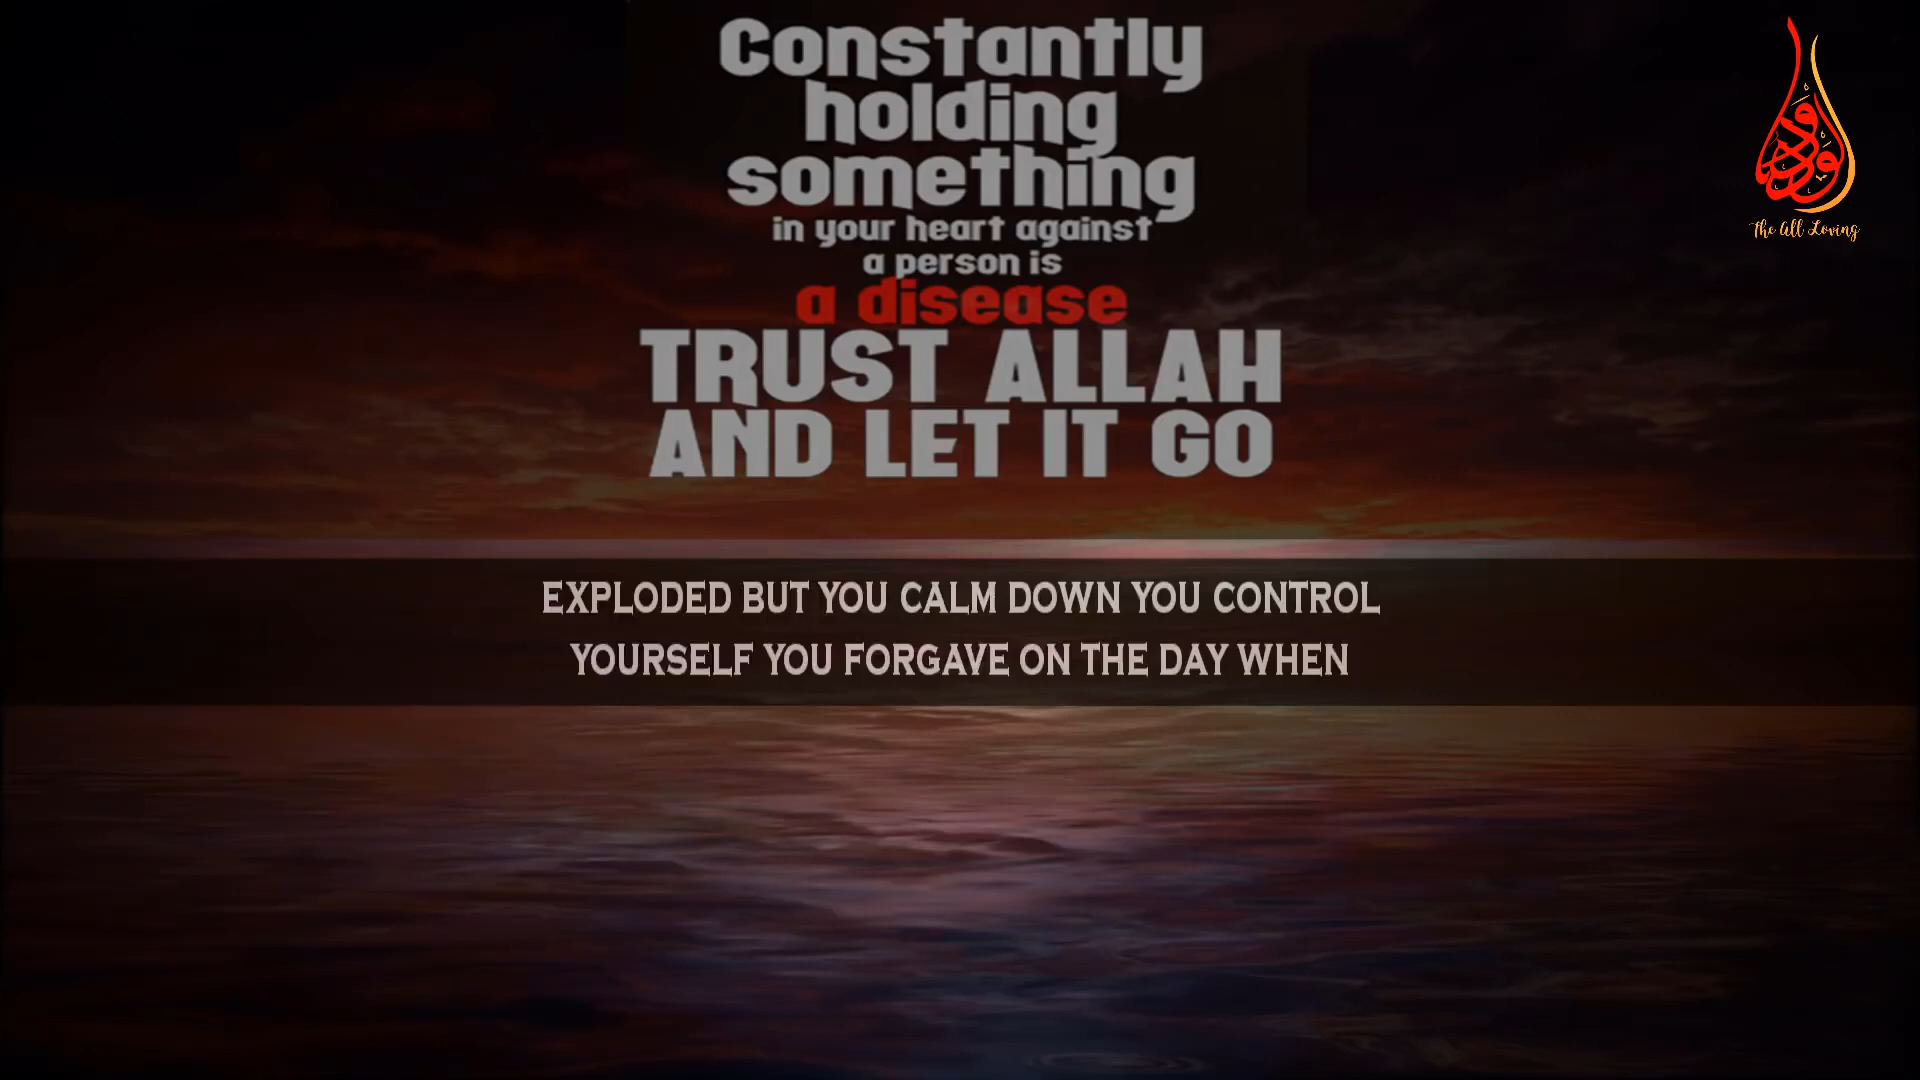 Constantly
holding
something
in your heart against
a person is
a disease
TRUST ALLAH
AND LET IT GO
EXPLODED BUT YOU CALM DOWN YOU CONTROL
YOURSELF YOU FORGAVE ON THE DAY WHEN
الودود
The All Loving